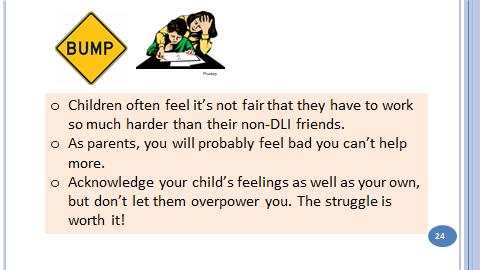 BUMP
Pixabay
o Children often feel it's not fair that they have to work
so much harder than their non-DLI friends.
o As parents, you will probably feel bad you can't help
more.
o Acknowledge your child's feelings as well as your own,
but don't let them overpower you. The struggle is
worth it!
24